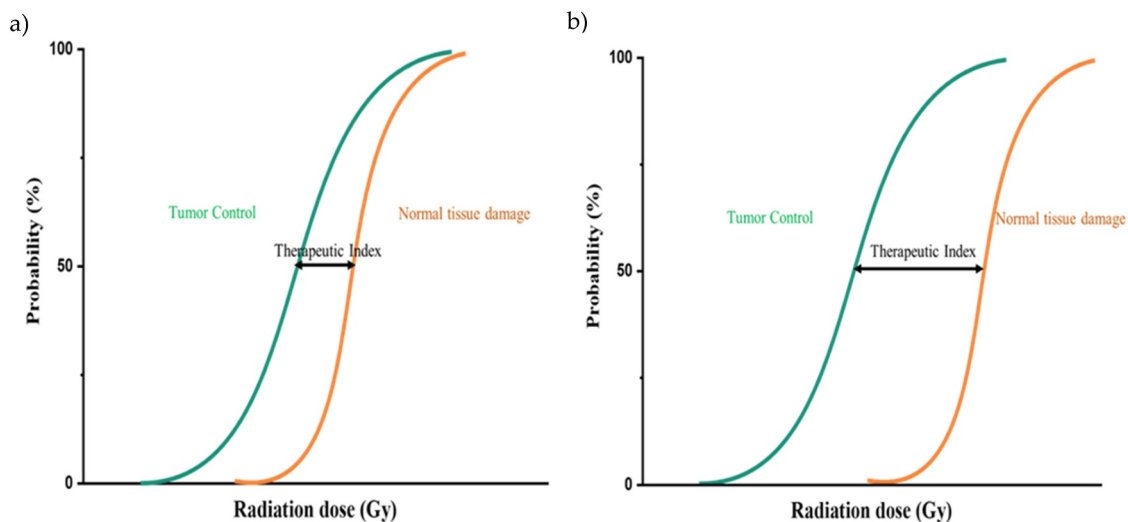 a)
100
Probability (%)
50
0
Tumor Control
Normal tissue damage
Therapeutic Index
Radiation dose (Gy)
b)
100
Probability (%)
50
0
Tumor Control
Normal tissue damage
Therapeutic Index
Radiation dose (Gy)